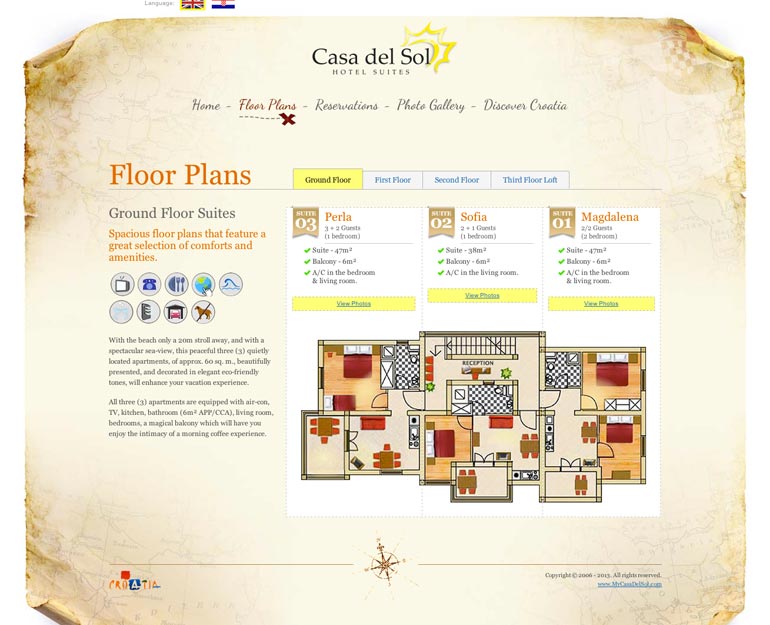 Language:
Casa del Sol
HOTEL SUITES
Home - Floor Plans - Reservations - Photo Gallery - Discover Croatia
Floor Plans
Ground Floor
First Floor
Second Floor
Third Floor Loft
Ground Floor Suites
Spacious floor plans that feature a
great selection of comforts and
amenities.
With the beach only a 20m stroll away, and with a
spectacular sea-view, this peaceful three (3) quietly
located apartments, of approx. 60 sq. m., beautifully
presented, and decorated in elegant eco-friendly
tones, will enhance your vacation experience.
All three (3) apartments are equipped with air-con,
TV, kitchen, bathroom (6m² APP/CCA), living room,
bedrooms, a magical balcony which will have you
enjoy the intimacy of a morning coffee experience.
SUITE
03
Perla
3 + 2 Guests
(1 bedroom)
Suite - 47m²
Balcony - 6m²
A/C in the bedroom
& living room.
View Photos
SUITE
02
Sofia
2 + 1 Guests
(1 bedroom)
Suite - 38m²
Balcony - 6m²
A/C in the living room.
View Photos
SUITE
01
Magdalena
2/2 Guests
(2 bedroom)
Suite - 47m²
Balcony - 6m²
A/C in the bedroom
& living room.
View Photos
RECEPTION
CROATIA
Copyright © 2006 - 2013. All rights reserved.
www.MyCasaDelSol.com